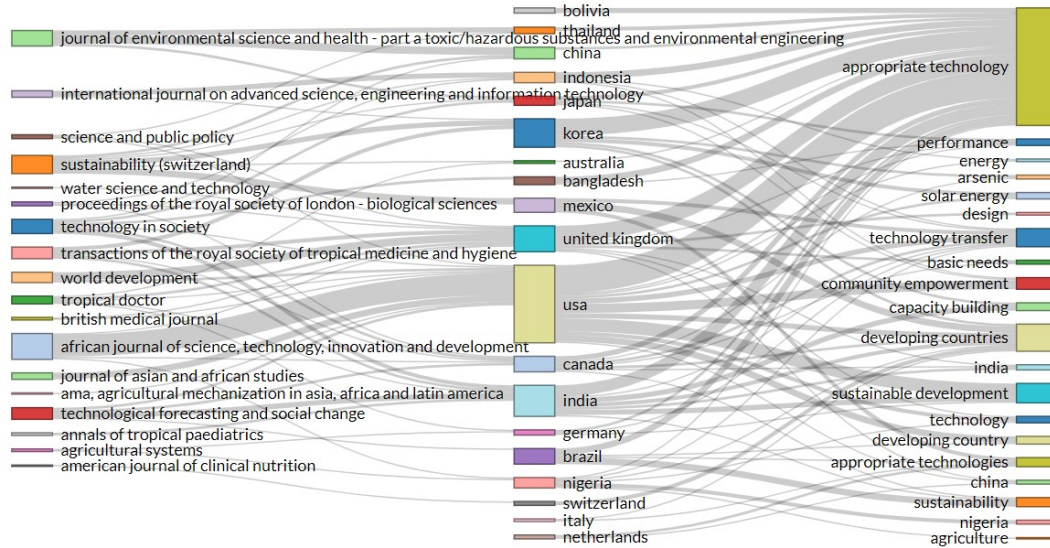 journal of environmental science and health - part a toxic/hazardous substances and environmental engineering
international journal on advanced science, engineering and information technology
science and public policy
sustainability (switzerland)
water science and technology
proceedings of the royal society of london - biological sciences
technology in society
transactions of the royal society of tropical medicine and hygiene
world development
tropical doctor
british medical journal
african journal of science, technology, innovation and development
journal of asian and african studies
ama, agricultural mechanization in asia, africa and latin america
technological forecasting and social change
annals of tropical paediatrics
agricultural systems
american journal of clinical nutrition
bolivia
thailand
china
indonesia
japan
korea
australia
bangladesh
mexico
united kingdom
usa
canada
india
germany
brazil
nigeria
switzerland
italy
netherlands
appropriate technology
performance
energy
arsenic
solar energy
design
technology transfer
basic needs
community empowerment
capacity building
developing countries
india
sustainable development
technology
developing country
appropriate technologies
china
sustainability
nigeria
agriculture